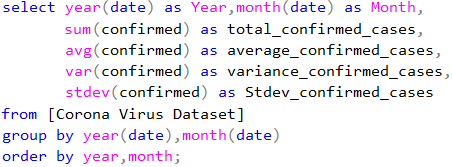 select year(date) as Year,month(date) as Month,
sum(confirmed) as total_confirmed_cases,
avg(confirmed) as average_confirmed_cases,
var(confirmed) as variance_confirmed_cases,
stdev(confirmed) as Stdev_confirmed_cases
from [Corona Virus Dataset]
group by year(date),month(date)
order by year,month;